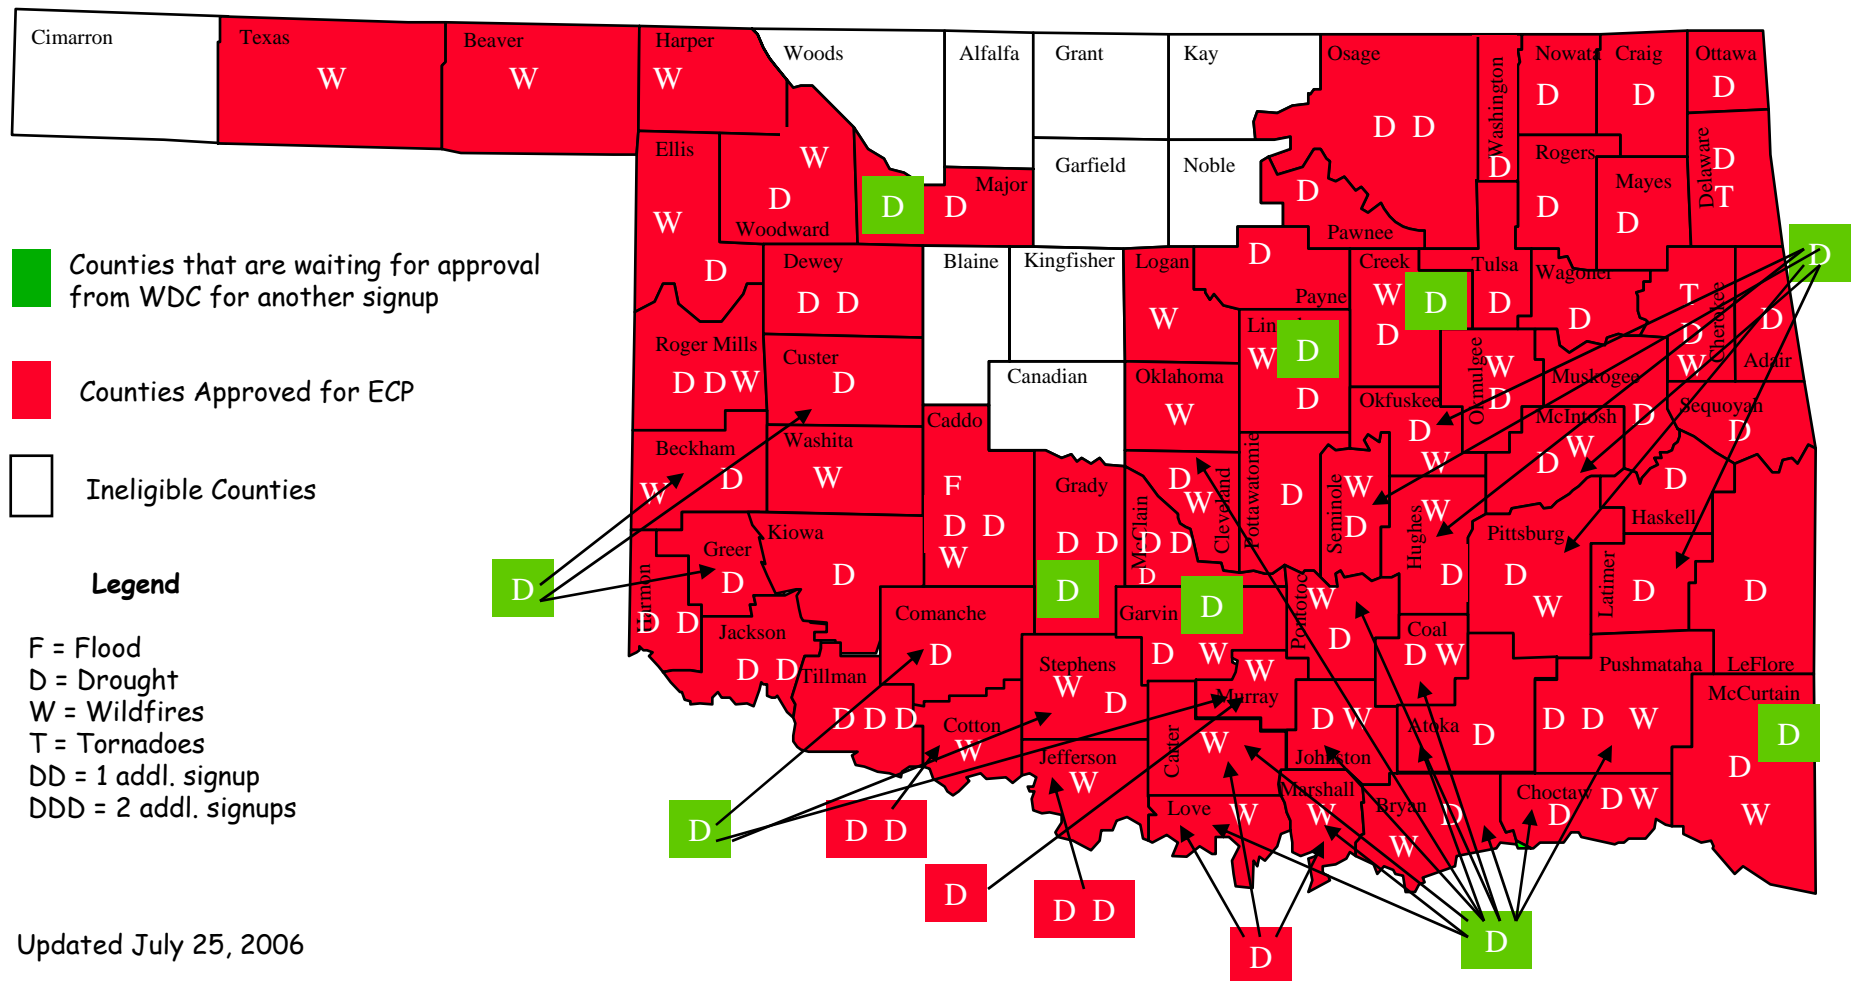 Cimarron
Texas
W
Beaver
W
Harper
W
Woods
Alfalfa
Grant
Kay
Osage
D D
Washington
D
Nowata
D
Craig
D
Ottawa
D
Ellis
W
D
W
D
Woodward
D
D
Major
Garfield
Noble
D
Pawnee
Rogers
D
Mayes
D
Delaware
D
T
Counties that are waiting for approval
from WDC for another signup
Dewey
D D
Blaine
Kingfisher
Logan
W
D
Payne
Creek
W
D
D
Tulsa
D
Wagoner
D
T
D
W
Cherokee
D
Adair
D
Roger Mills
D D W
Custer
D
Canadian
Oklahoma
W
Lin
W
D
D
Okmulgee
W
D
Muskogee
D
Sequoyah
D
Counties Approved for ECP
Beckham
W
D
Washita
W
Caddo
F
D D
W
Grady
D D
D
McClain
D D
D
Cleveland
D
W
Pottawatomie
D
Seminole
W
D
Okfuskee
D
W
McIntosh
W
D
D
Haskell
Ineligible Counties
Greer
D
Kiowa
D
Hughes
W
D
Pittsburg
D
W
Latimer
D
D
LeFlore
D
Legend
Harmon
D D
Jackson
D D
Tillman
D D D
Comanche
D
Stephens
W
D
Garvin
D
D
W
Pontotoc
W
D
Coal
D W
Pushmataha
D D W
McCurtain
D
D
W
F = Flood
D = Drought
W = Wildfires
T = Tornadoes
DD = 1 addl. signup
DDD = 2 addl. signups
Cotton
W
Jefferson
W
Carter
W
W
Murray
D W
Johnston
Atoka
D
Love
W
Marshall
W
Bryan
D
W
Choctaw
D
D W
D
D D
D
D D
D
D
Updated July 25, 2006